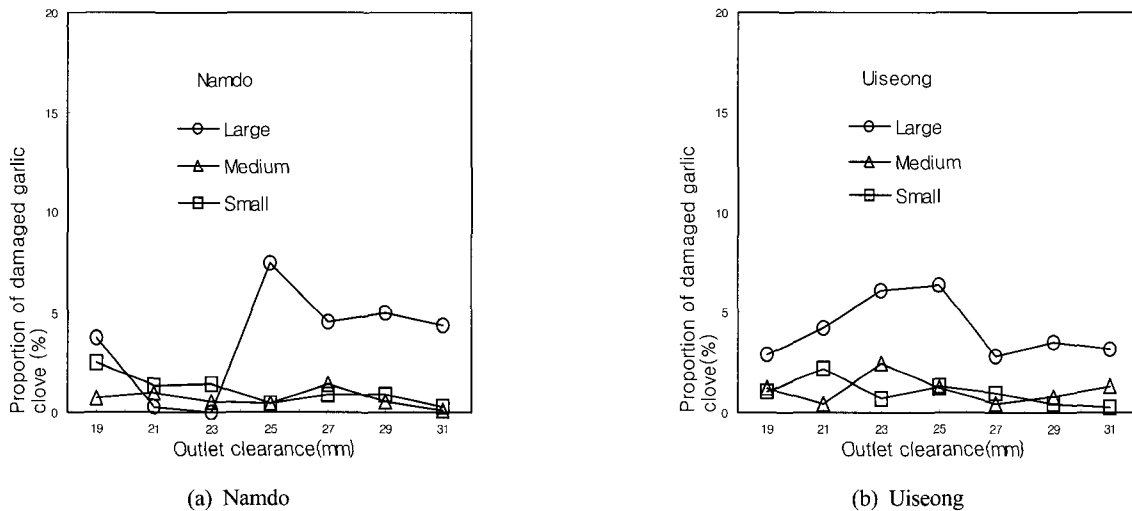 20
15
10
5
0
Proportion of damaged garlic
clove (%)
Namdo
Large
Medium
Small
19 21 23 25 27 29 31
Outlet clearance(mm)
(a) Namdo
20
15
10
5
0
Proportion of damaged garlic
clove(%)
Uiseong
Large
Medium
Small
19 21 23 25 27 29 31
Outlet clearance(mm)
(b) Uiseong